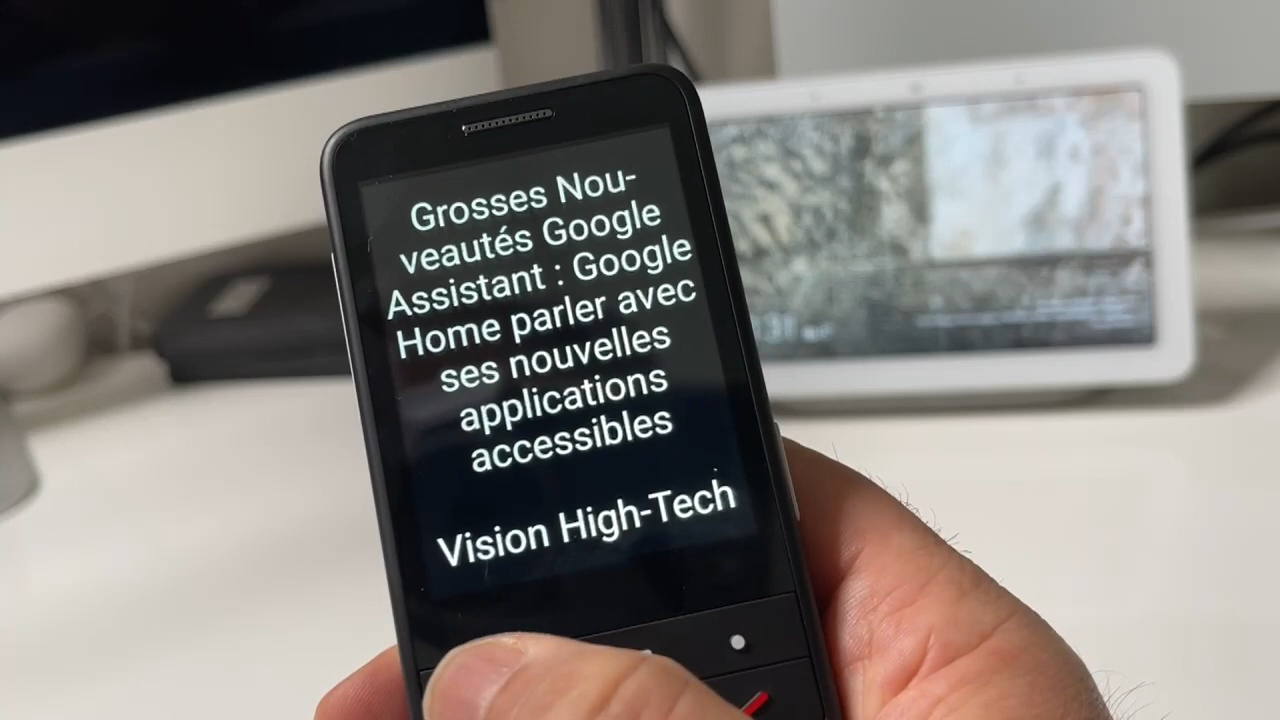 Grosses Nou-
veautés Google
Assistant : Google
Home parler avec
ses nouvelles
applications
accessibles
Vision High-Tech